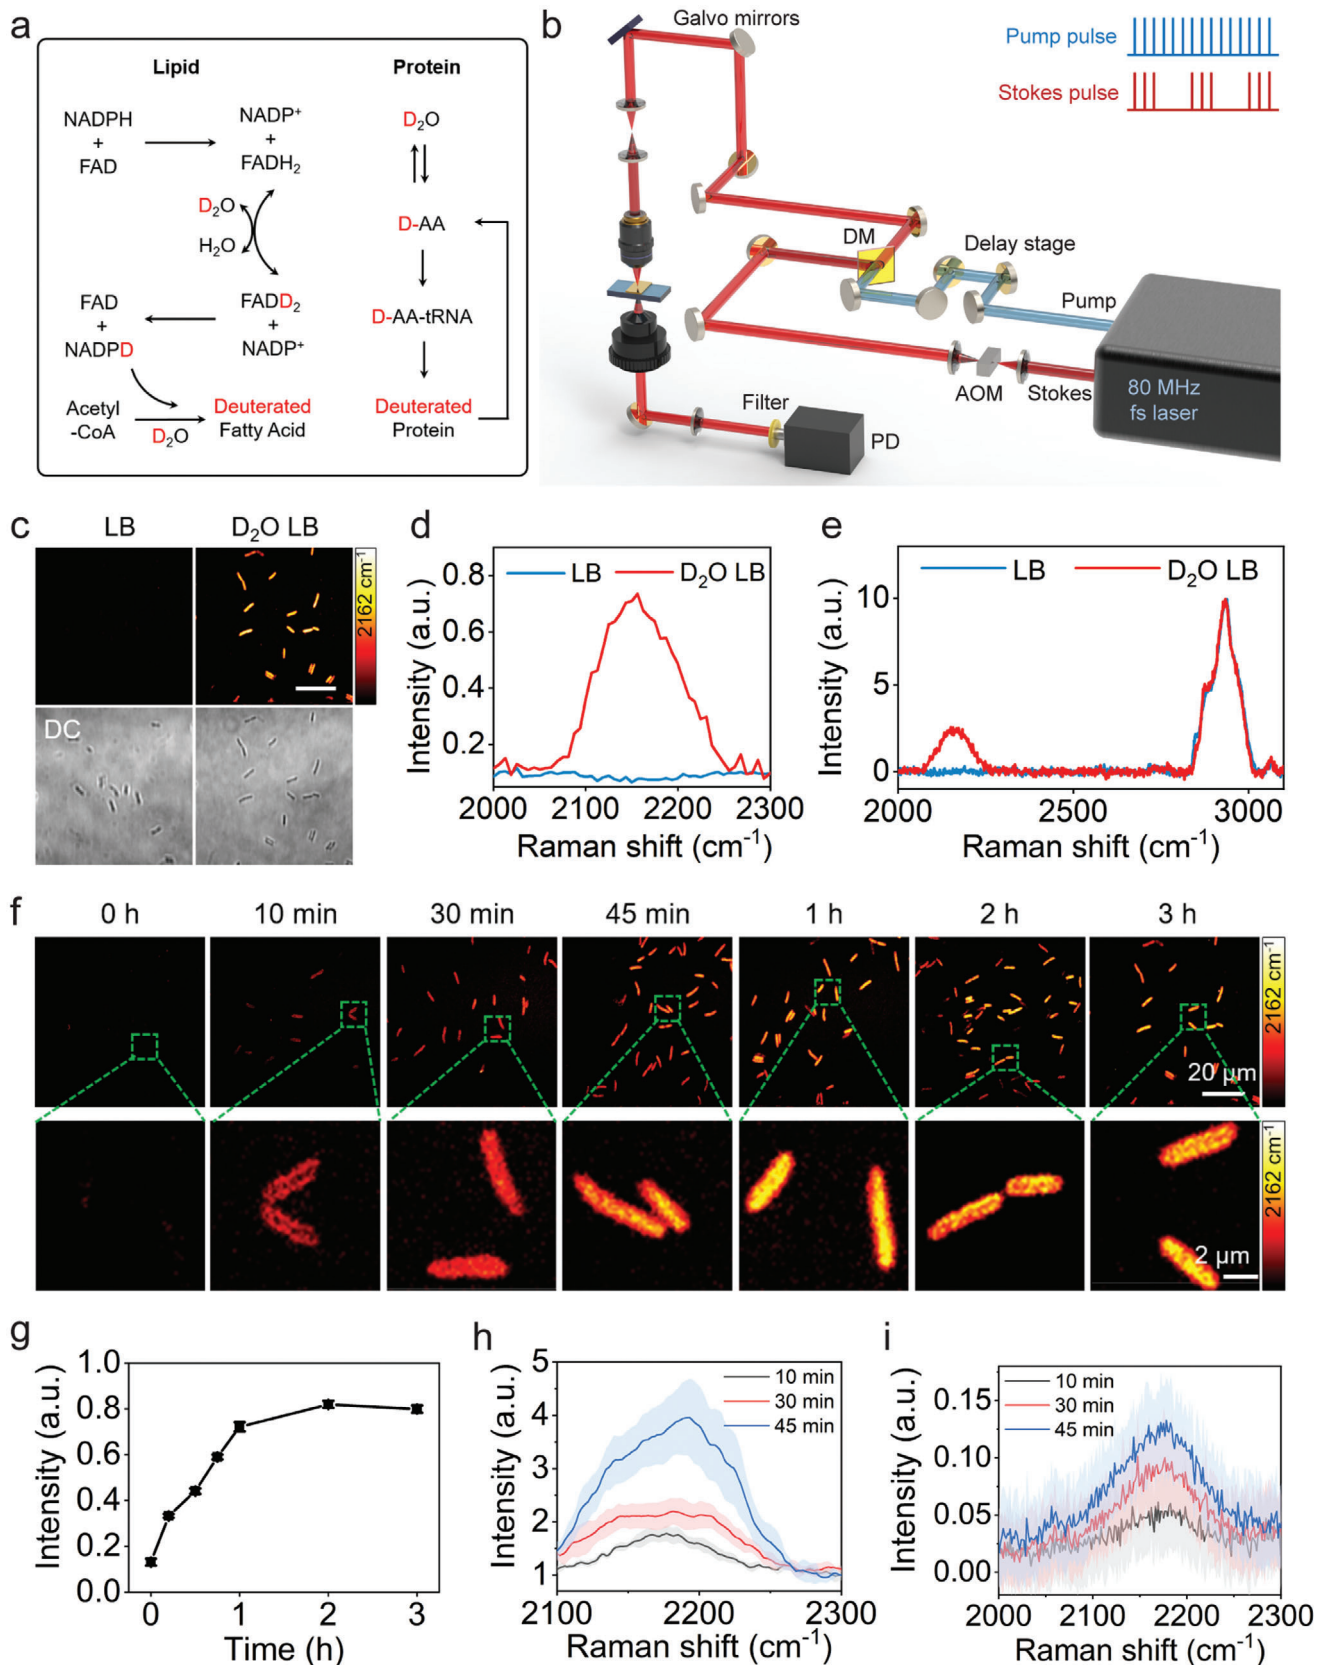 a
Lipid
Protein
NADPH
+
FAD
NADP⁺
+
FADH₂
D₂O
H₂O
FAD
+
NADPD
FADD₂
+
NADP⁺
Acetyl
-CoA
D₂O
Deuterated
Fatty Acid
D₂O
D-AA
D-AA-tRNA
Deuterated
Protein
b
Galvo mirrors
Pump pulse
Stokes pulse
DM
Delay stage
Pump
AOM
Stokes
80 MHz
fs laser
Filter
PD
c
LB
D₂O LB
2162 cm⁻¹
DC
d
LB
D₂O LB
0.8
0.6
0.4
0.2
Intensity (a.u.)
2000
2100
2200
2300
Raman shift (cm⁻¹)
e
LB
D₂O LB
10
5
0
Intensity (a.u.)
2000
2500
3000
Raman shift (cm⁻¹)
f
0 h
10 min
30 min
45 min
1 h
2 h
3 h
20 µm
2162 cm⁻¹
2 µm
2162 cm⁻¹
g
1.0
0.8
0.6
0.4
0.2
0.0
Intensity (a.u.)
0
1
2
3
Time (h)
h
10 min
30 min
45 min
5
4
3
2
1
Intensity (a.u.)
2100
2200
2300
Raman shift (cm⁻¹)
i
10 min
30 min
45 min
0.15
0.10
0.05
0.00
Intensity (a.u.)
2000
2100
2200
2300
Raman shift (cm⁻¹)